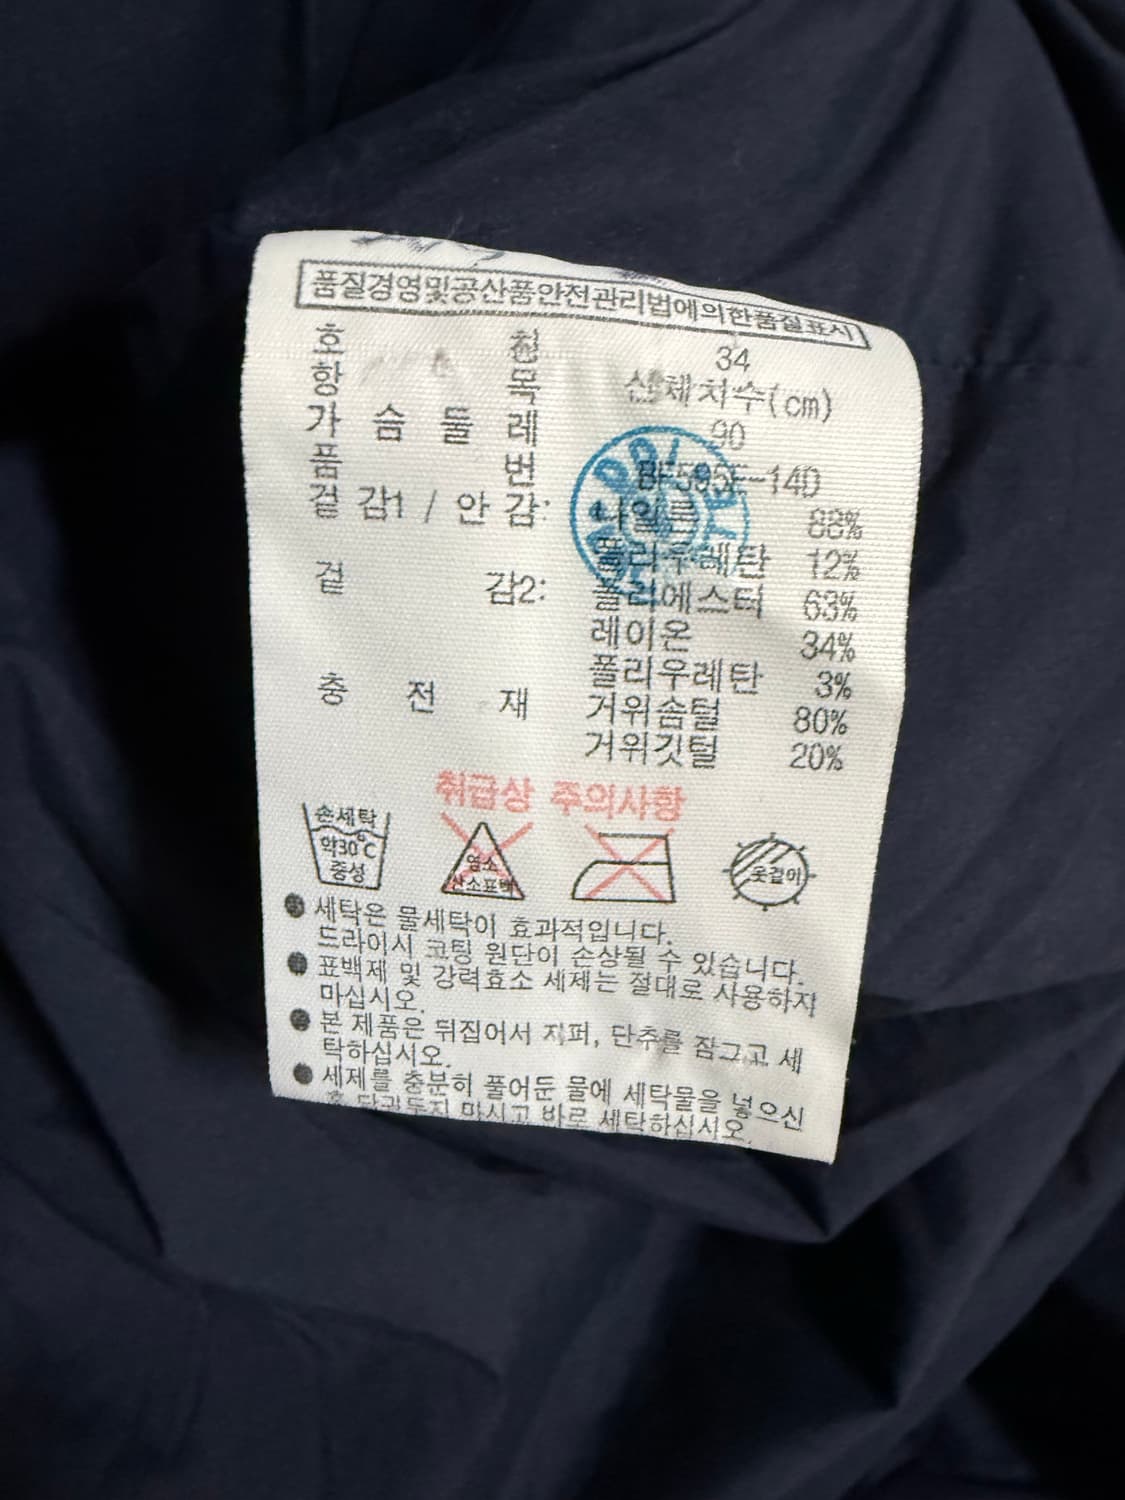 품질경영및공산품안전관리법에의한품질표시
호 칭 34
항 목 신체치수(cm)
가 슴 둘 레 90
품 번 BF595E-14D
겉 감1 / 안 감: 나일론 88%
폴리우레탄 12%
겉 감2: 폴리에스터 63%
레이온 34%
폴리우레탄 3%
충 전 재 거위솜털 80%
거위깃털 20%
취급상 주의사항
손세탁
약30℃
중성
염소
산소표백
옷걸이
● 세탁은 물세탁이 효과적입니다.
드라이시 코팅 원단이 손상될 수 있습니다.
● 표백제 및 강력효소 세제는 절대로 사용하지
마십시오.
● 본 제품은 뒤집어서 지퍼, 단추를 잠그고 세
탁하십시오.
● 세제를 충분히 풀어둔 물에 세탁물을 넣으신
후 담궈두지 마시고 바로 세탁하십시오.